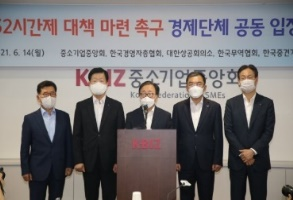 52시간제 대책 마련 촉구 경제단체 공동 입장
21. 6. 14(월) 중소기업중앙회, 한국경영자총협회, 대한상공회의소, 한국무역협회, 한국중견기
KBIZ 중소기업중앙회
Federation SMEs
KBIZ